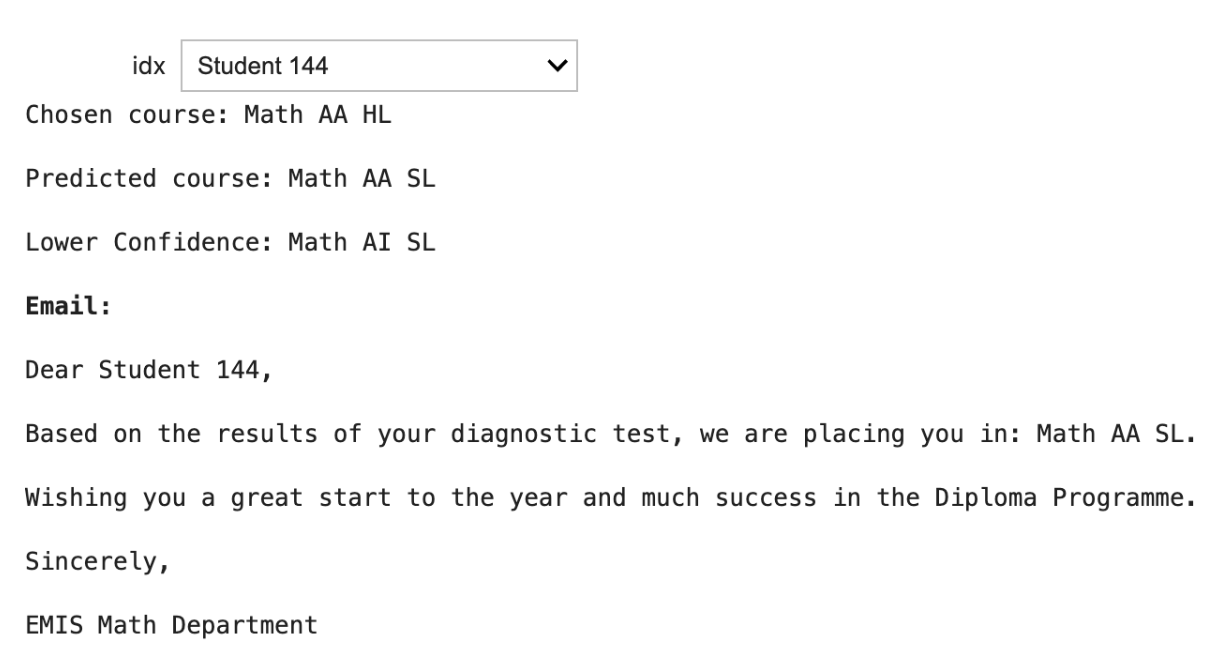 idx Student 144
Chosen course: Math AA HL
Predicted course: Math AA SL
Lower Confidence: Math AI SL
Email:
Dear Student 144,
Based on the results of your diagnostic test, we are placing you in: Math AA SL.
Wishing you a great start to the year and much success in the Diploma Programme.
Sincerely,
EMIS Math Department